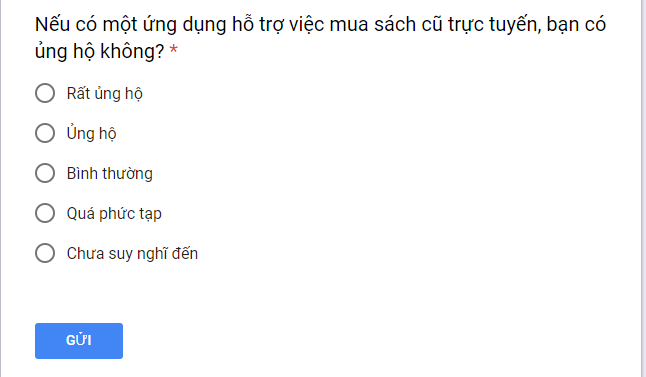 Nếu có một ứng dụng hỗ trợ việc mua sách cũ trực tuyến, bạn có
ủng hộ không? *
Rất ủng hộ
Ủng hộ
Bình thường
Quá phức tạp
Chưa suy nghĩ đến
GỬI